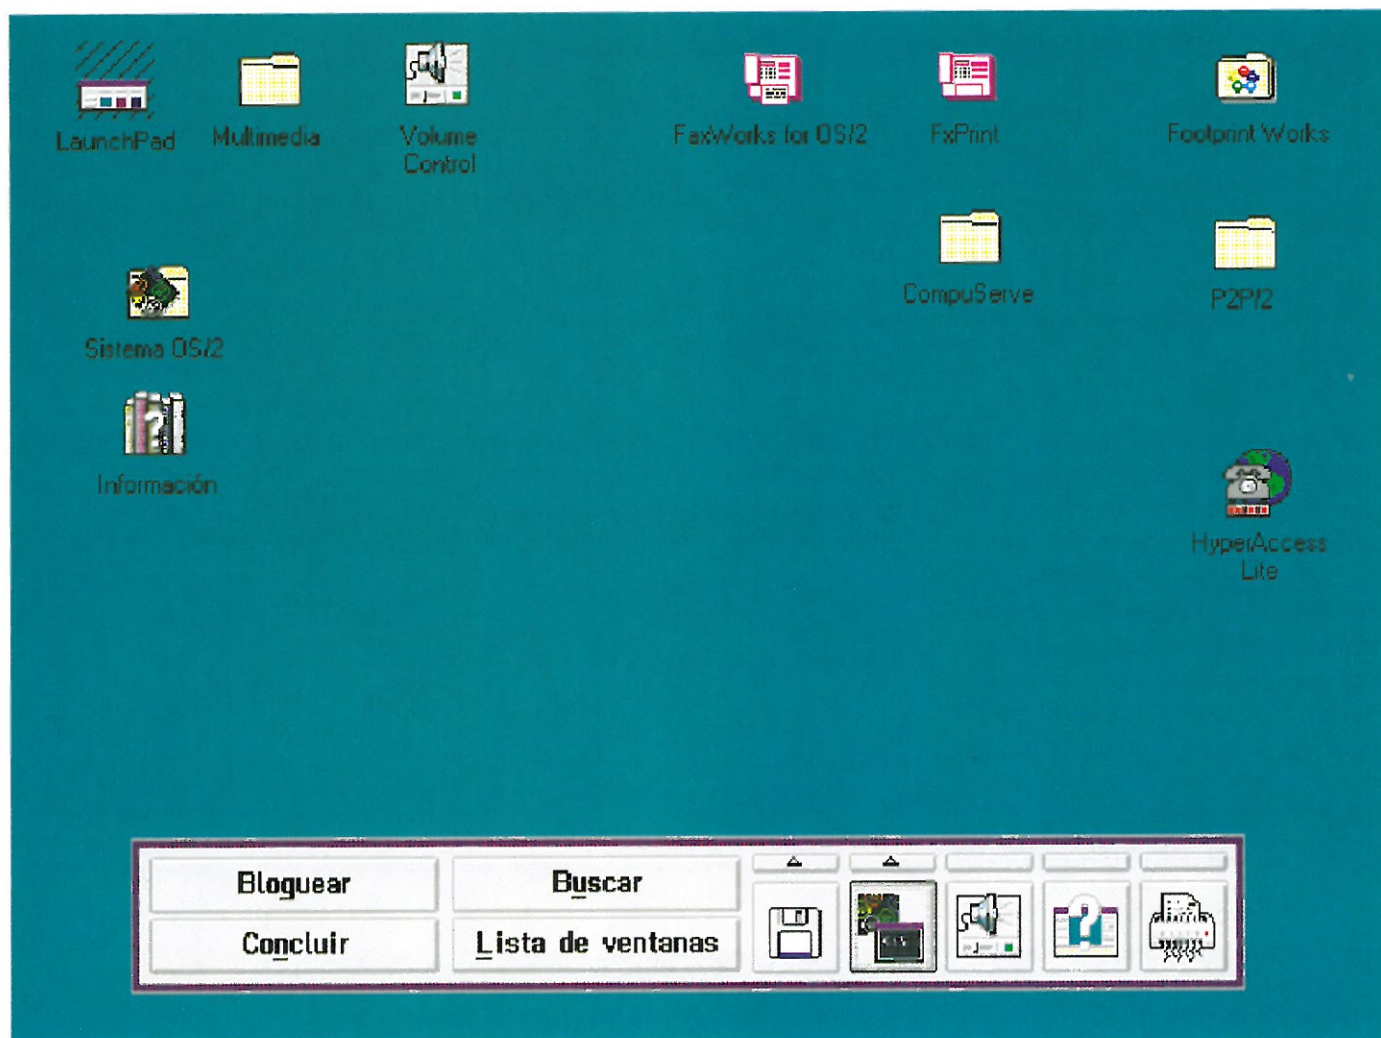 LaunchPad
Multimedia
Volume
Control
FaxWorks for OS/2
FxPrint
Footprint Works
CompuServe
P2P/2
Sistema OS/2
Información
HyperAccess
Lite
Bloquear
Buscar
Concluir
Lista de ventanas